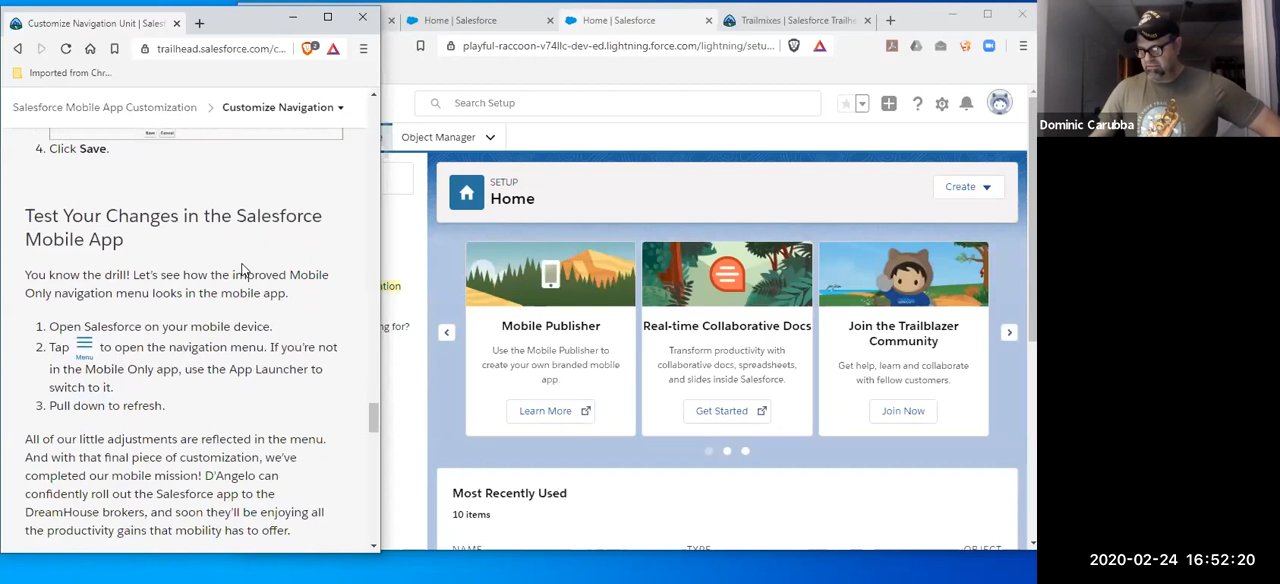 Customize Navigation Unit | Sales
Home | Salesforce
Home | Salesforce
Trailmixes | Salesforce Trailhe
trailhead.salesforce.com/c...
playful-raccoon-v74llc-dev-ed.lightning.force.com/lightning/setu...
Imported from Chr...
Salesforce Mobile App Customization > Customize Navigation
Search Setup
Object Manager
Save Cancel
4. Click Save.
Test Your Changes in the Salesforce
Mobile App
You know the drill! Let's see how the improved Mobile
Only navigation menu looks in the mobile app.
1. Open Salesforce on your mobile device.
2. Tap Menu to open the navigation menu. If you're not
in the Mobile Only app, use the App Launcher to
switch to it.
3. Pull down to refresh.
All of our little adjustments are reflected in the menu.
And with that final piece of customization, we've
completed our mobile mission! D'Angelo can
confidently roll out the Salesforce app to the
DreamHouse brokers, and soon they'll be enjoying all
the productivity gains that mobility has to offer.
ation
ng for?
SETUP
Home
Create
Mobile Publisher
Use the Mobile Publisher to
create your own branded mobile
app.
Learn More
Real-time Collaborative Docs
Transform productivity with
collaborative docs, spreadsheets,
and slides inside Salesforce.
Get Started
Join the Trailblazer
Community
Get help, learn and collaborate
with fellow customers.
Join Now
Most Recently Used
10 items
NAME
TYPE
OBJECT
Dominic Carubba
2020-02-24 16:52:20